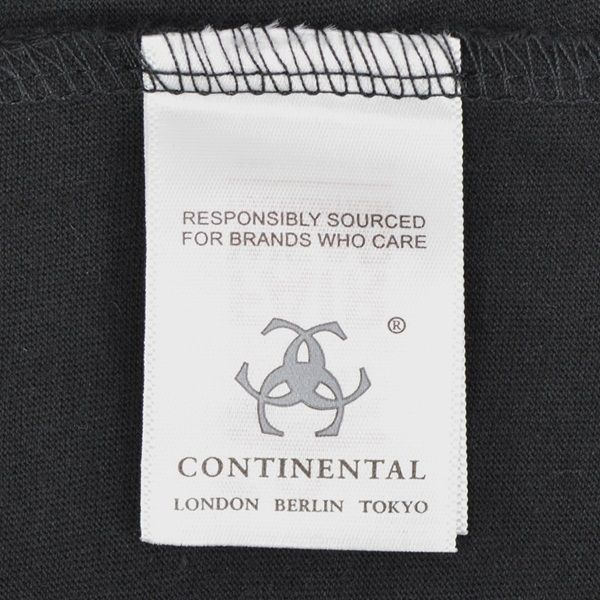 RESPONSIBLY SOURCED
FOR BRANDS WHO CARE
®
CONTINENTAL
LONDON BERLIN TOKYO